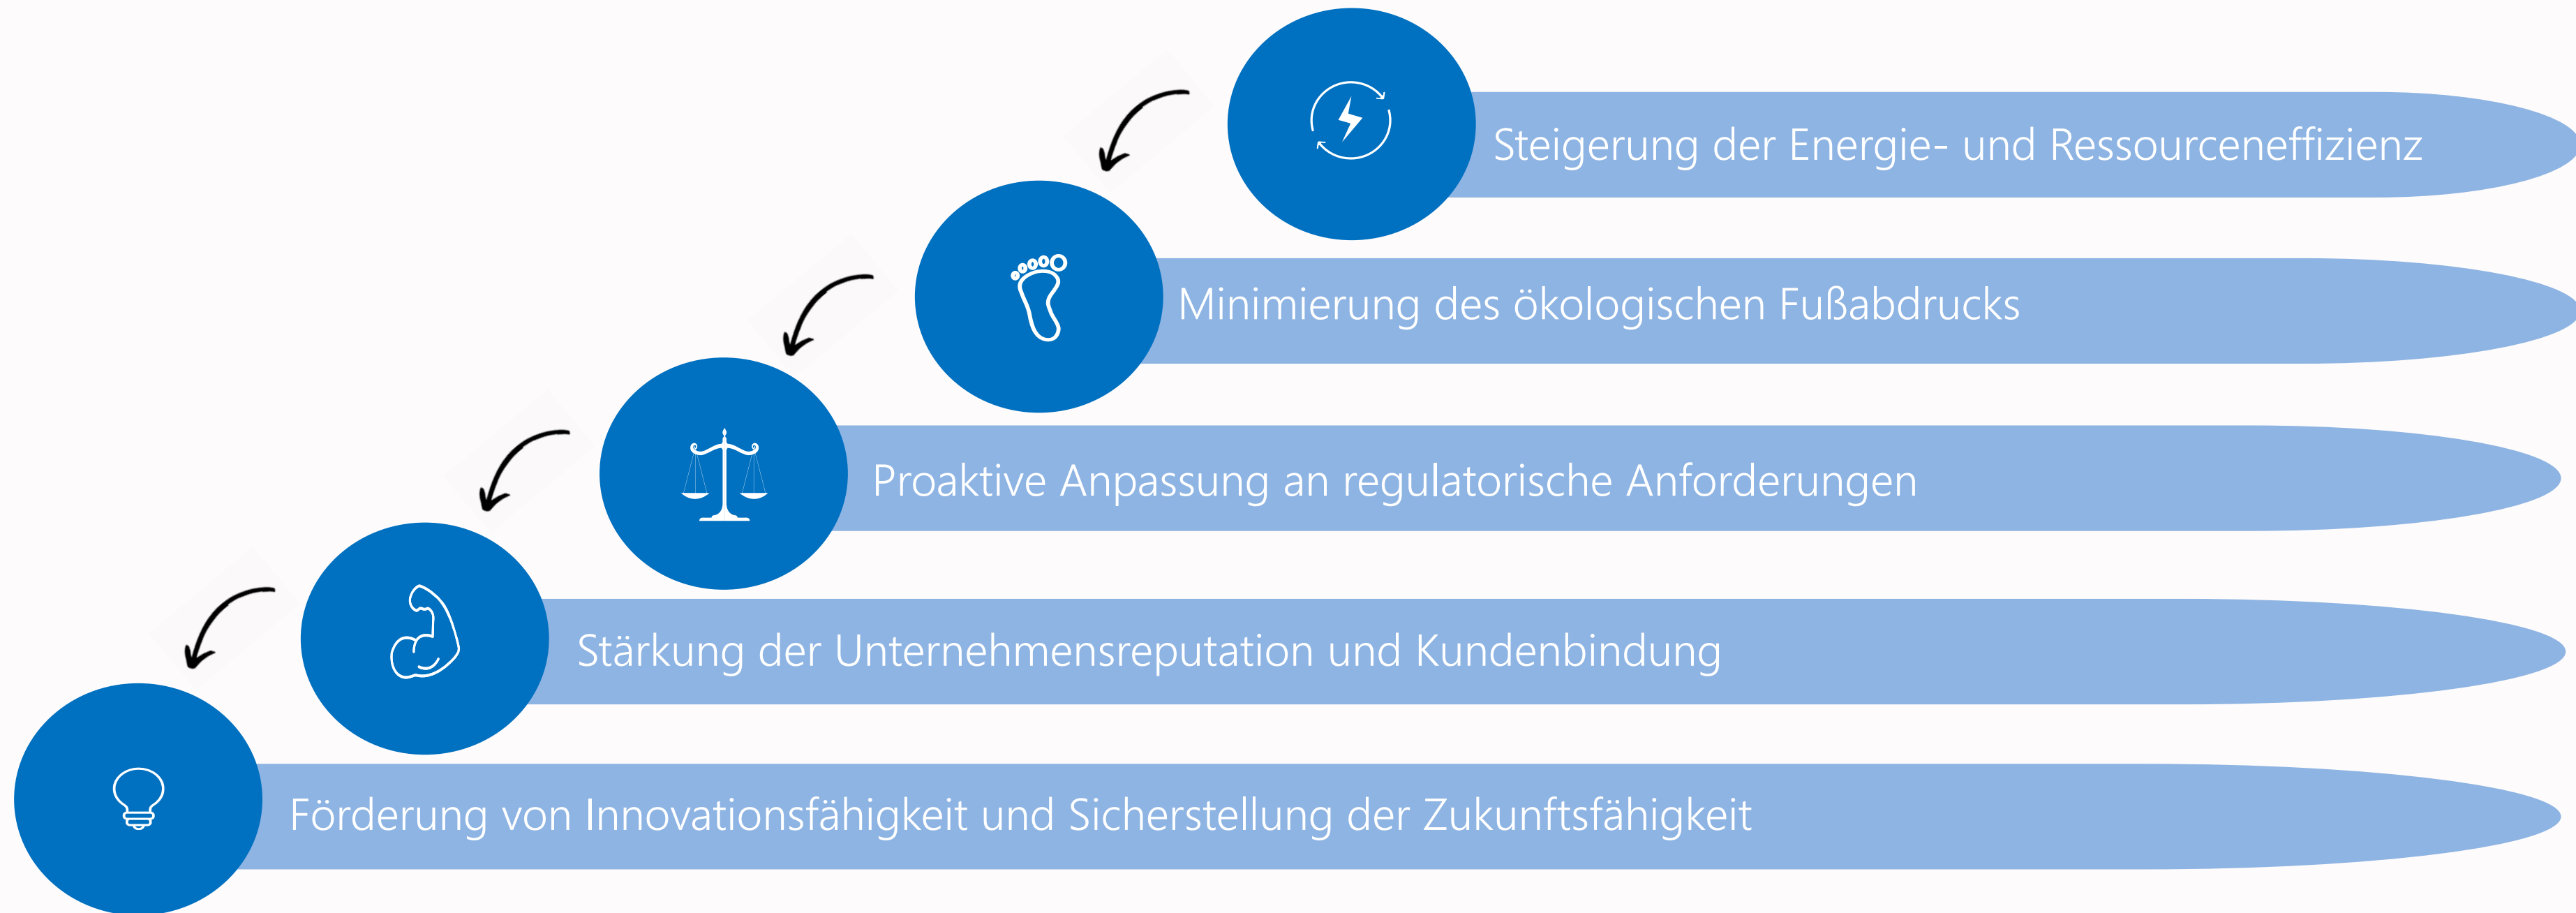 Steigerung der Energie- und Ressourceneffizienz
Minimierung des ökologischen Fußabdrucks
Proaktive Anpassung an regulatorische Anforderungen
Stärkung der Unternehmensreputation und Kundenbindung
Förderung von Innovationsfähigkeit und Sicherstellung der Zukunftsfähigkeit